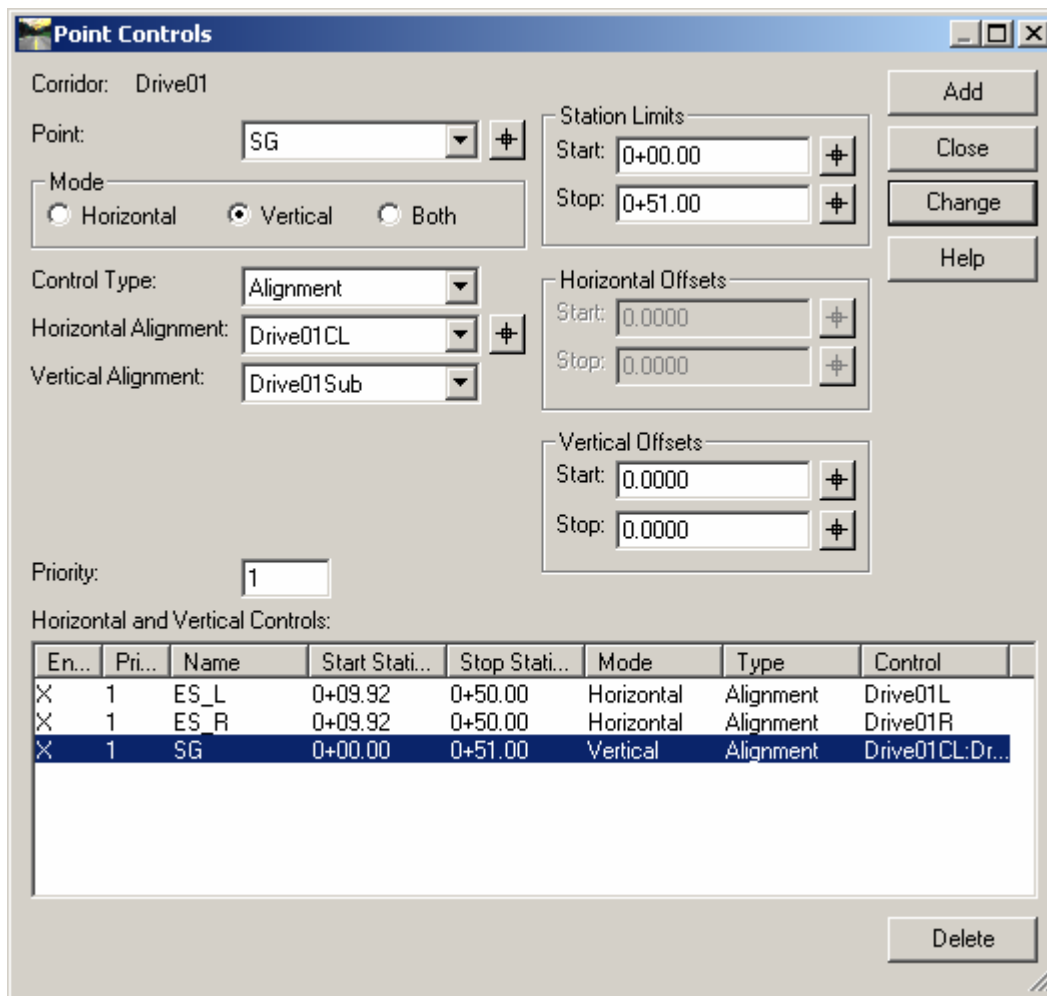 Point Controls
Corridor: Drive01
Point: SG
Mode
Horizontal Vertical Both
Control Type: Alignment
Horizontal Alignment: Drive01CL
Vertical Alignment: Drive01Sub
Priority: 1
Station Limits
Start: 0+00.00
Stop: 0+51.00
Horizontal Offsets
Start: 0.0000
Stop: 0.0000
Vertical Offsets
Start: 0.0000
Stop: 0.0000
Add
Close
Change
Help
Horizontal and Vertical Controls:
En... Pri... Name Start Stati... Stop Stati... Mode Type Control
X 1 ES_L 0+09.92 0+50.00 Horizontal Alignment Drive01L
X 1 ES_R 0+09.92 0+50.00 Horizontal Alignment Drive01R
X 1 SG 0+00.00 0+51.00 Vertical Alignment Drive01CL:Dr...
Delete